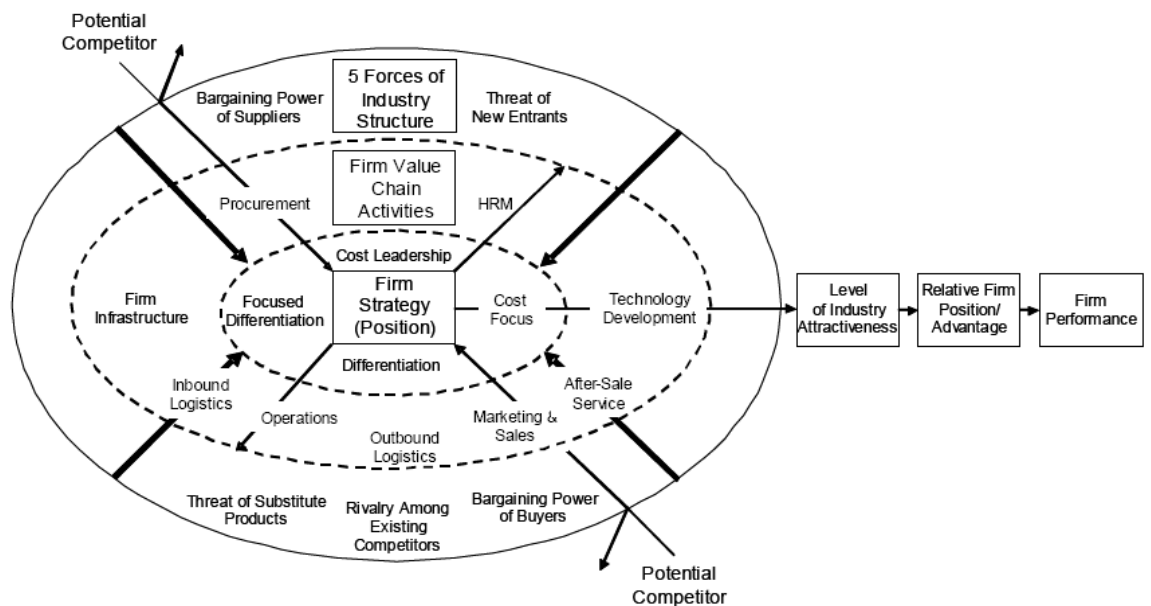 Potential
Competitor
5 Forces of
Industry
Structure
Bargaining Power
of Suppliers
Threat of
New Entrants
Firm Value
Chain
Activities
Procurement
HRM
Cost Leadership
Firm
Strategy
(Position)
Firm
Infrastructure
Focused
Differentiation
Cost
Focus
Technology
Development
Level
of Industry
Attractiveness
Relative Firm
Position/
Advantage
Firm
Performance
Differentiation
Inbound
Logistics
Operations
Outbound
Logistics
Marketing &
Sales
After-Sale
Service
Threat of Substitute
Products
Rivalry Among
Existing
Competitors
Bargaining Power
of Buyers
Potential
Competitor